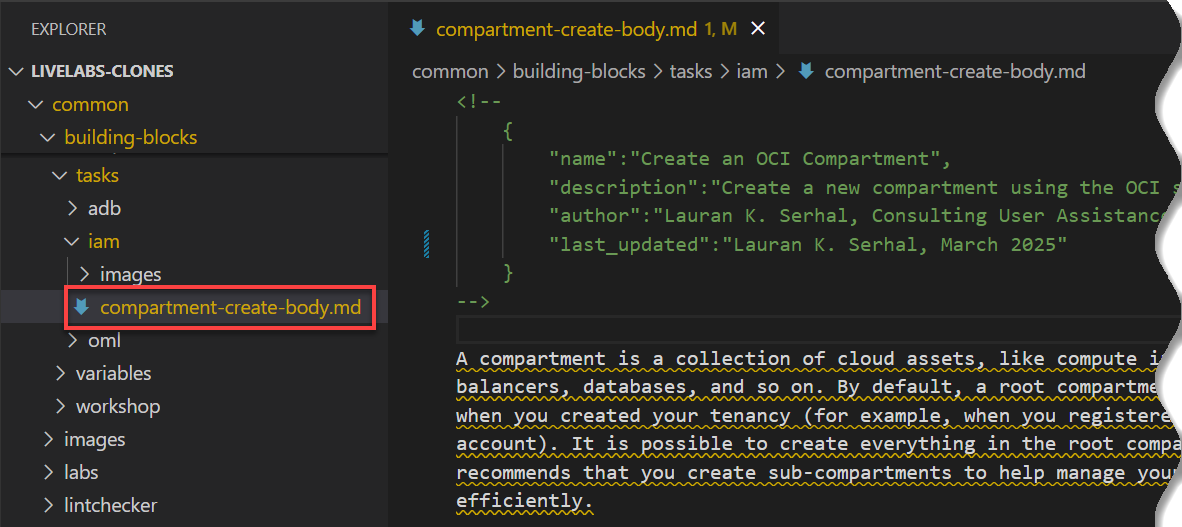 EXPLORER
LIVELABS-CLONES
common
building-blocks
tasks
adb
iam
images
compartment-create-body.md
oml
variables
workshop
images
labs
lintchecker
compartment-create-body.md 1, M
common > building-blocks > tasks > iam > compartment-create-body.md
<!--
{
"name":"Create an OCI Compartment",
"description":"Create a new compartment using the OCI
"author":"Lauran K. Serhal, Consulting User Assistance
"last_updated":"Lauran K. Serhal, March 2025"
}
-->
A compartment is a collection of cloud assets, like compute
balancers, databases, and so on. By default, a root
when you created your tenancy (for example, when you
account). It is possible to create everything in the root
recommends that you create sub-compartments to help manage
efficiently.